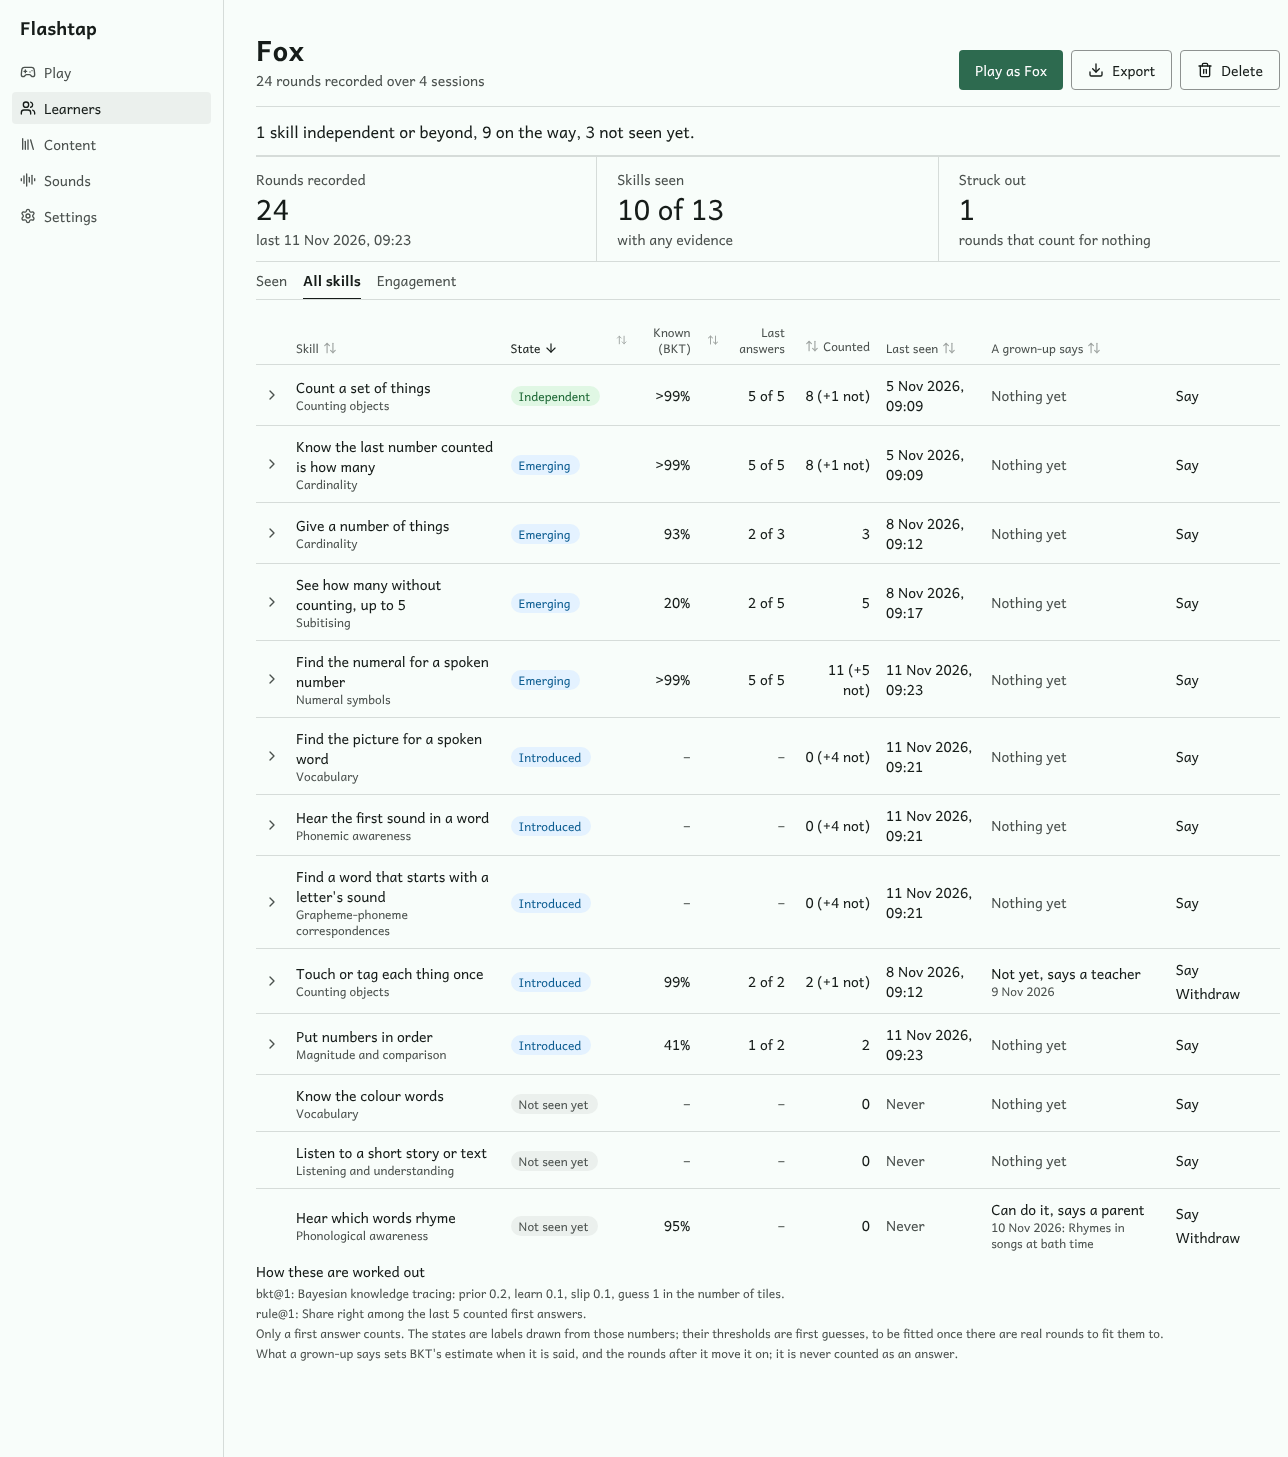 Flashtap
Play
Learners
Content
Sounds
Settings
Fox
24 rounds recorded over 4 sessions
Play as Fox
Export
Delete
1 skill independent or beyond, 9 on the way, 3 not seen yet.
Rounds recorded
24
last 11 Nov 2026, 09:23
Skills seen
10 of 13
with any evidence
Struck out
1
rounds that count for nothing
Seen
All skills
Engagement
Skill
State
Known
(BKT)
Last
answers
Counted
Last seen
A grown-up says
Count a set of things
Counting objects
Independent
>99%
5 of 5
8 (+1 not)
5 Nov 2026,
09:09
Nothing yet
Say
Know the last number counted
is how many
Cardinality
Emerging
>99%
5 of 5
8 (+1 not)
5 Nov 2026,
09:09
Nothing yet
Say
Give a number of things
Cardinality
Emerging
93%
2 of 3
3
8 Nov 2026,
09:12
Nothing yet
Say
See how many without
counting, up to 5
Subitising
Emerging
20%
2 of 5
5
8 Nov 2026,
09:17
Nothing yet
Say
Find the numeral for a spoken
number
Numeral symbols
Emerging
>99%
5 of 5
11 (+5
not)
11 Nov 2026,
09:23
Nothing yet
Say
Find the picture for a spoken
word
Vocabulary
Introduced
–
–
0 (+4 not)
11 Nov 2026,
09:21
Nothing yet
Say
Hear the first sound in a word
Phonemic awareness
Introduced
–
–
0 (+4 not)
11 Nov 2026,
09:21
Nothing yet
Say
Find a word that starts with a
letter's sound
Grapheme-phoneme
correspondences
Introduced
–
–
0 (+4 not)
11 Nov 2026,
09:21
Nothing yet
Say
Touch or tag each thing once
Counting objects
Introduced
99%
2 of 2
2 (+1 not)
8 Nov 2026,
09:12
Not yet, says a teacher
9 Nov 2026
Say
Withdraw
Put numbers in order
Magnitude and comparison
Introduced
41%
1 of 2
2
11 Nov 2026,
09:23
Nothing yet
Say
Know the colour words
Vocabulary
Not seen yet
–
–
0
Never
Nothing yet
Say
Listen to a short story or text
Listening and understanding
Not seen yet
–
–
0
Never
Nothing yet
Say
Hear which words rhyme
Phonological awareness
Not seen yet
95%
–
0
Never
Can do it, says a parent
10 Nov 2026: Rhymes in
songs at bath time
Say
Withdraw
How these are worked out
bkt@1: Bayesian knowledge tracing: prior 0.2, learn 0.1, slip 0.1, guess 1 in the number of tiles.
rule@1: Share right among the last 5 counted first answers.
Only a first answer counts. The states are labels drawn from those numbers; their thresholds are first guesses, to be fitted once there are real rounds to fit them to.
What a grown-up says sets BKT's estimate when it is said, and the rounds after it move it on; it is never counted as an answer.